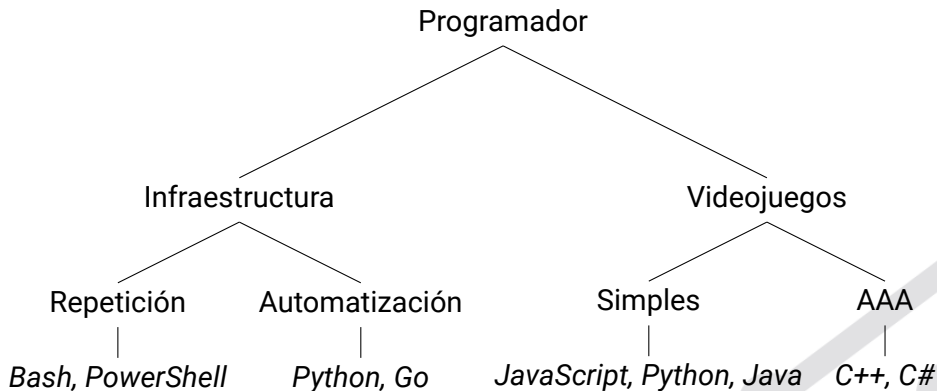 Programador
Infraestructura Videojuegos
Repetición Automatización Simples AAA
Bash, PowerShell Python, Go JavaScript, Python, Java C++, C#